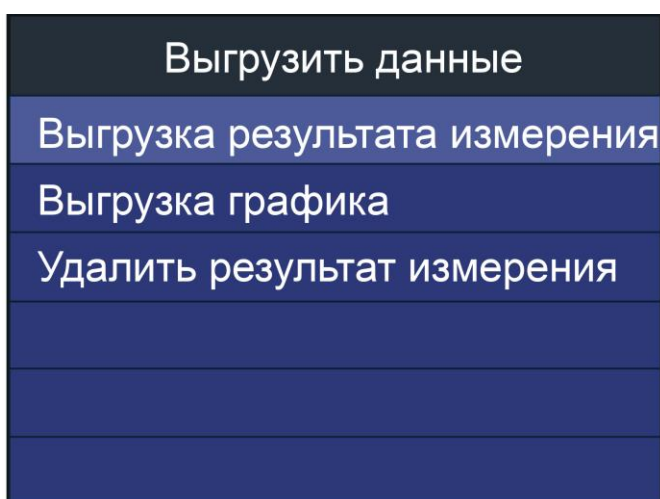 Выгрузить данные
Выгрузка результата измерения
Выгрузка графика
Удалить результат измерения